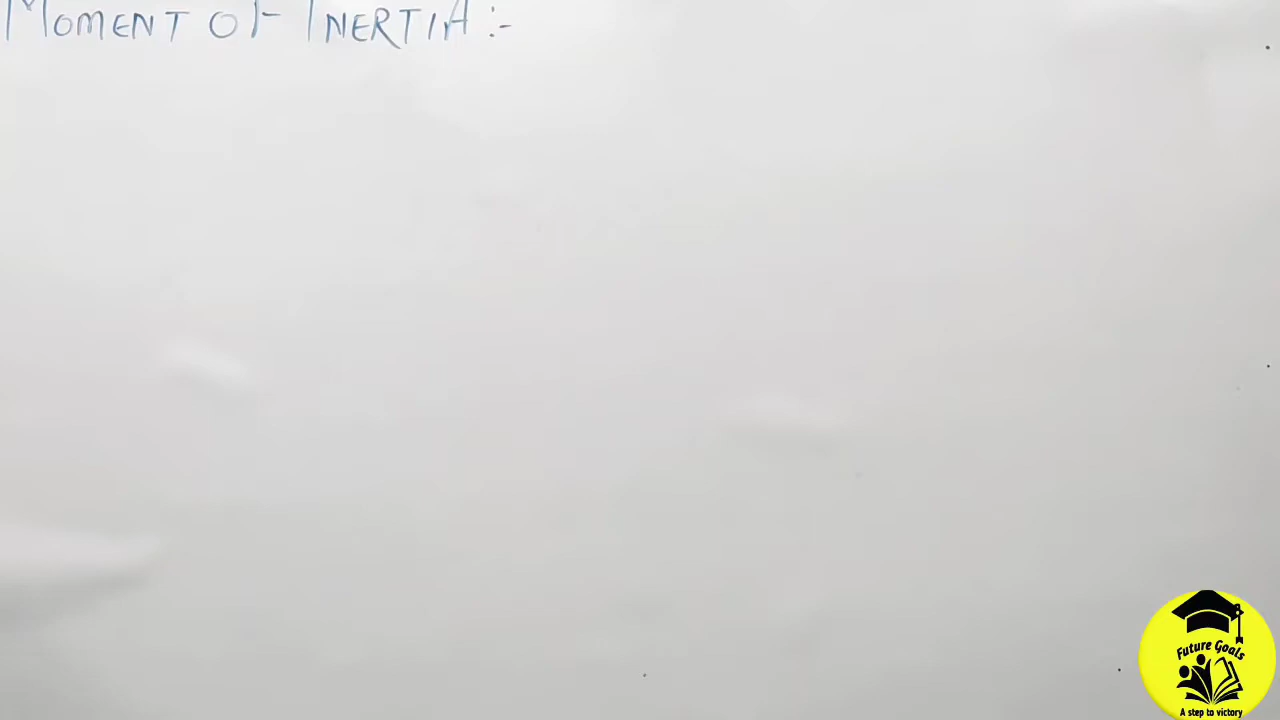 MOMENT OF INERTIA :-
Future Goals
A step to victory